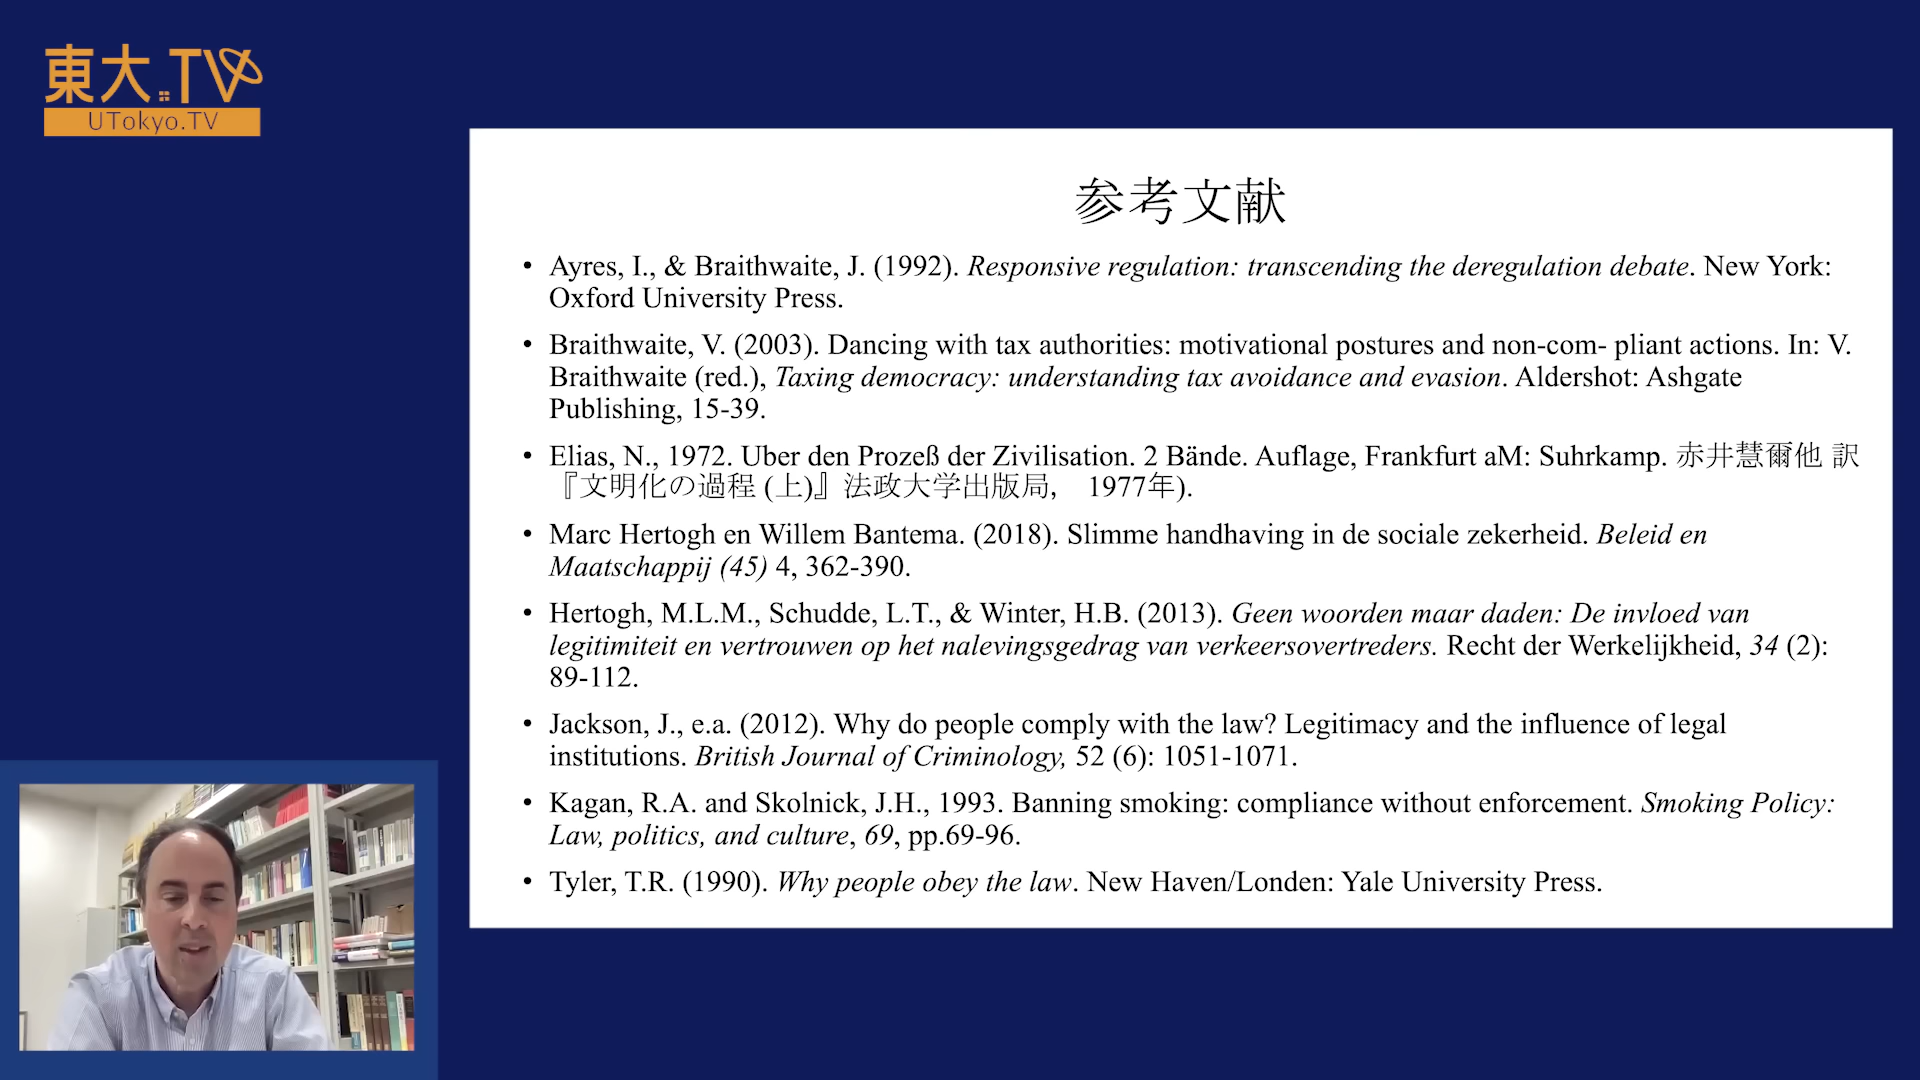 東大.TV
UTokyo.TV
参考文献
• Ayres, I., & Braithwaite, J. (1992). Responsive regulation: transcending the deregulation debate. New York:
Oxford University Press.
• Braithwaite, V. (2003). Dancing with tax authorities: motivational postures and non-com- pliant actions. In: V.
Braithwaite (red.), Taxing democracy: understanding tax avoidance and evasion. Aldershot: Ashgate
Publishing, 15-39.
• Elias, N., 1972. Uber den Prozeß der Zivilisation. 2 Bände. Auflage, Frankfurt aM: Suhrkamp. 赤井慧爾他 訳
『文明化の過程 (上)』法政大学出版局, 1977年).
• Marc Hertogh en Willem Bantema. (2018). Slimme handhaving in de sociale zekerheid. Beleid en
Maatschappij (45) 4, 362-390.
• Hertogh, M.L.M., Schudde, L.T., & Winter, H.B. (2013). Geen woorden maar daden: De invloed van
legitimiteit en vertrouwen op het nalevingsgedrag van verkeersovertreders. Recht der Werkelijkheid, 34 (2):
89-112.
• Jackson, J., e.a. (2012). Why do people comply with the law? Legitimacy and the influence of legal
institutions. British Journal of Criminology, 52 (6): 1051-1071.
• Kagan, R.A. and Skolnick, J.H., 1993. Banning smoking: compliance without enforcement. Smoking Policy:
Law, politics, and culture, 69, pp.69-96.
• Tyler, T.R. (1990). Why people obey the law. New Haven/Londen: Yale University Press.